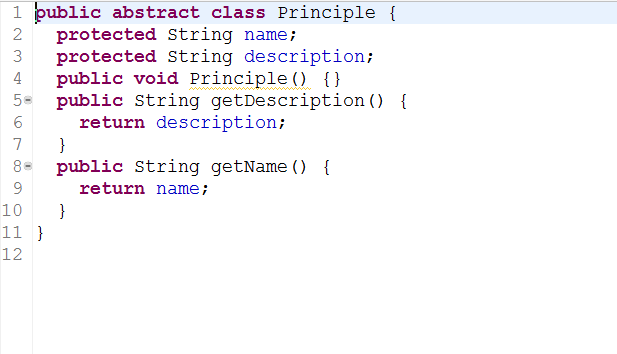 1 public abstract class Principle {
2 protected String name;
3 protected String description;
4 public void Principle() {}
5 public String getDescription() {
6 return description;
7 }
8 public String getName() {
9 return name;
10 }
11 }
12